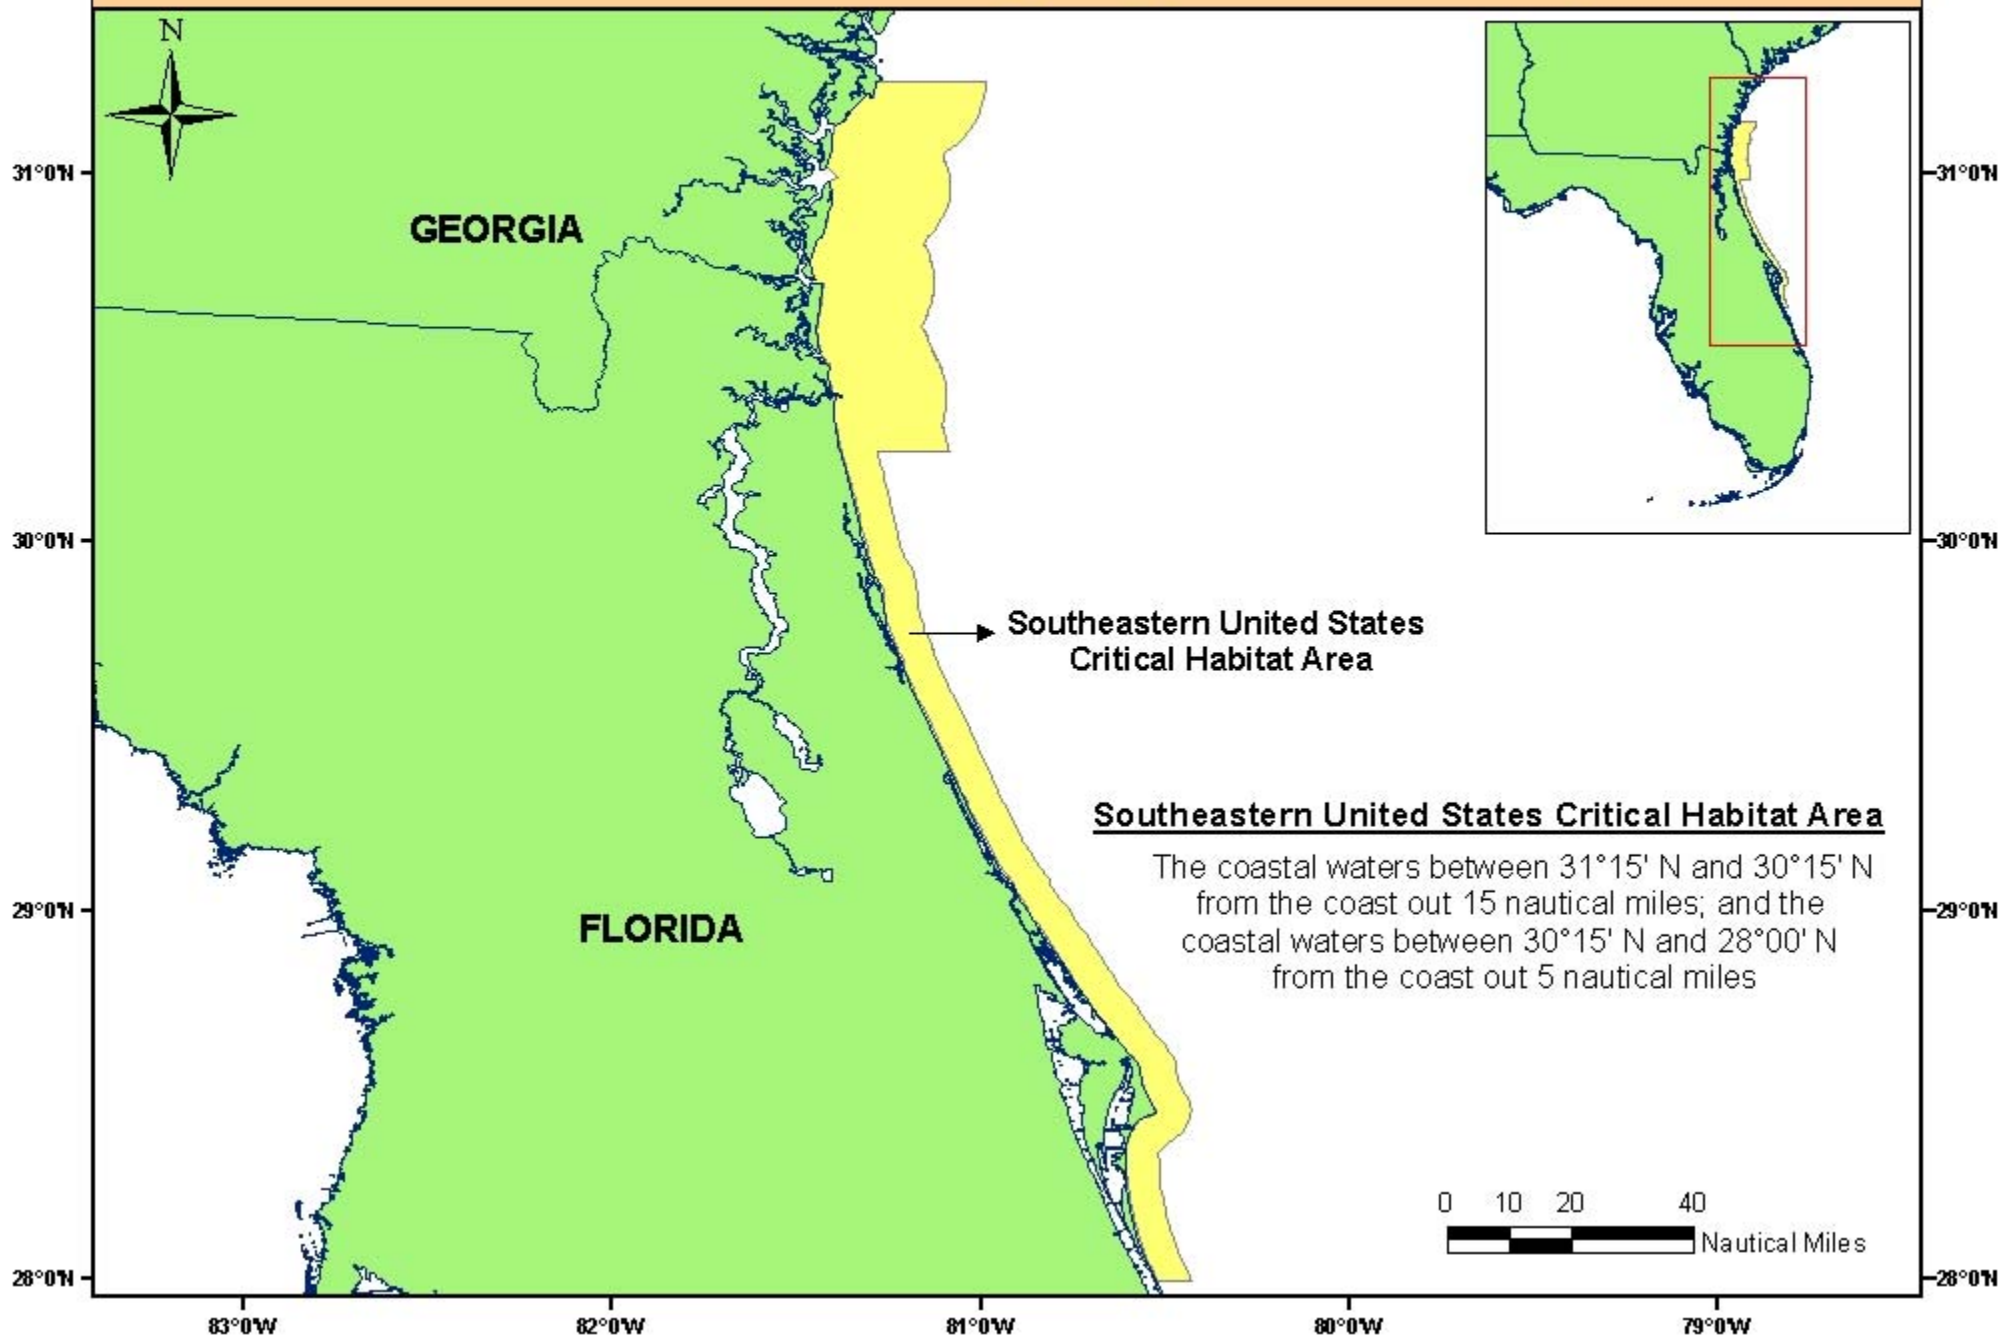 N
31°0'N
31°0'N
GEORGIA
30°0'N
30°0'N
Southeastern United States
Critical Habitat Area
Southeastern United States Critical Habitat Area
The coastal waters between 31°15' N and 30°15' N
from the coast out 15 nautical miles; and the
coastal waters between 30°15' N and 28°00' N
from the coast out 5 nautical miles
29°0'N
29°0'N
FLORIDA
0 10 20 40
Nautical Miles
28°0'N
28°0'N
83°0'W 82°0'W 81°0'W 80°0'W 79°0'W